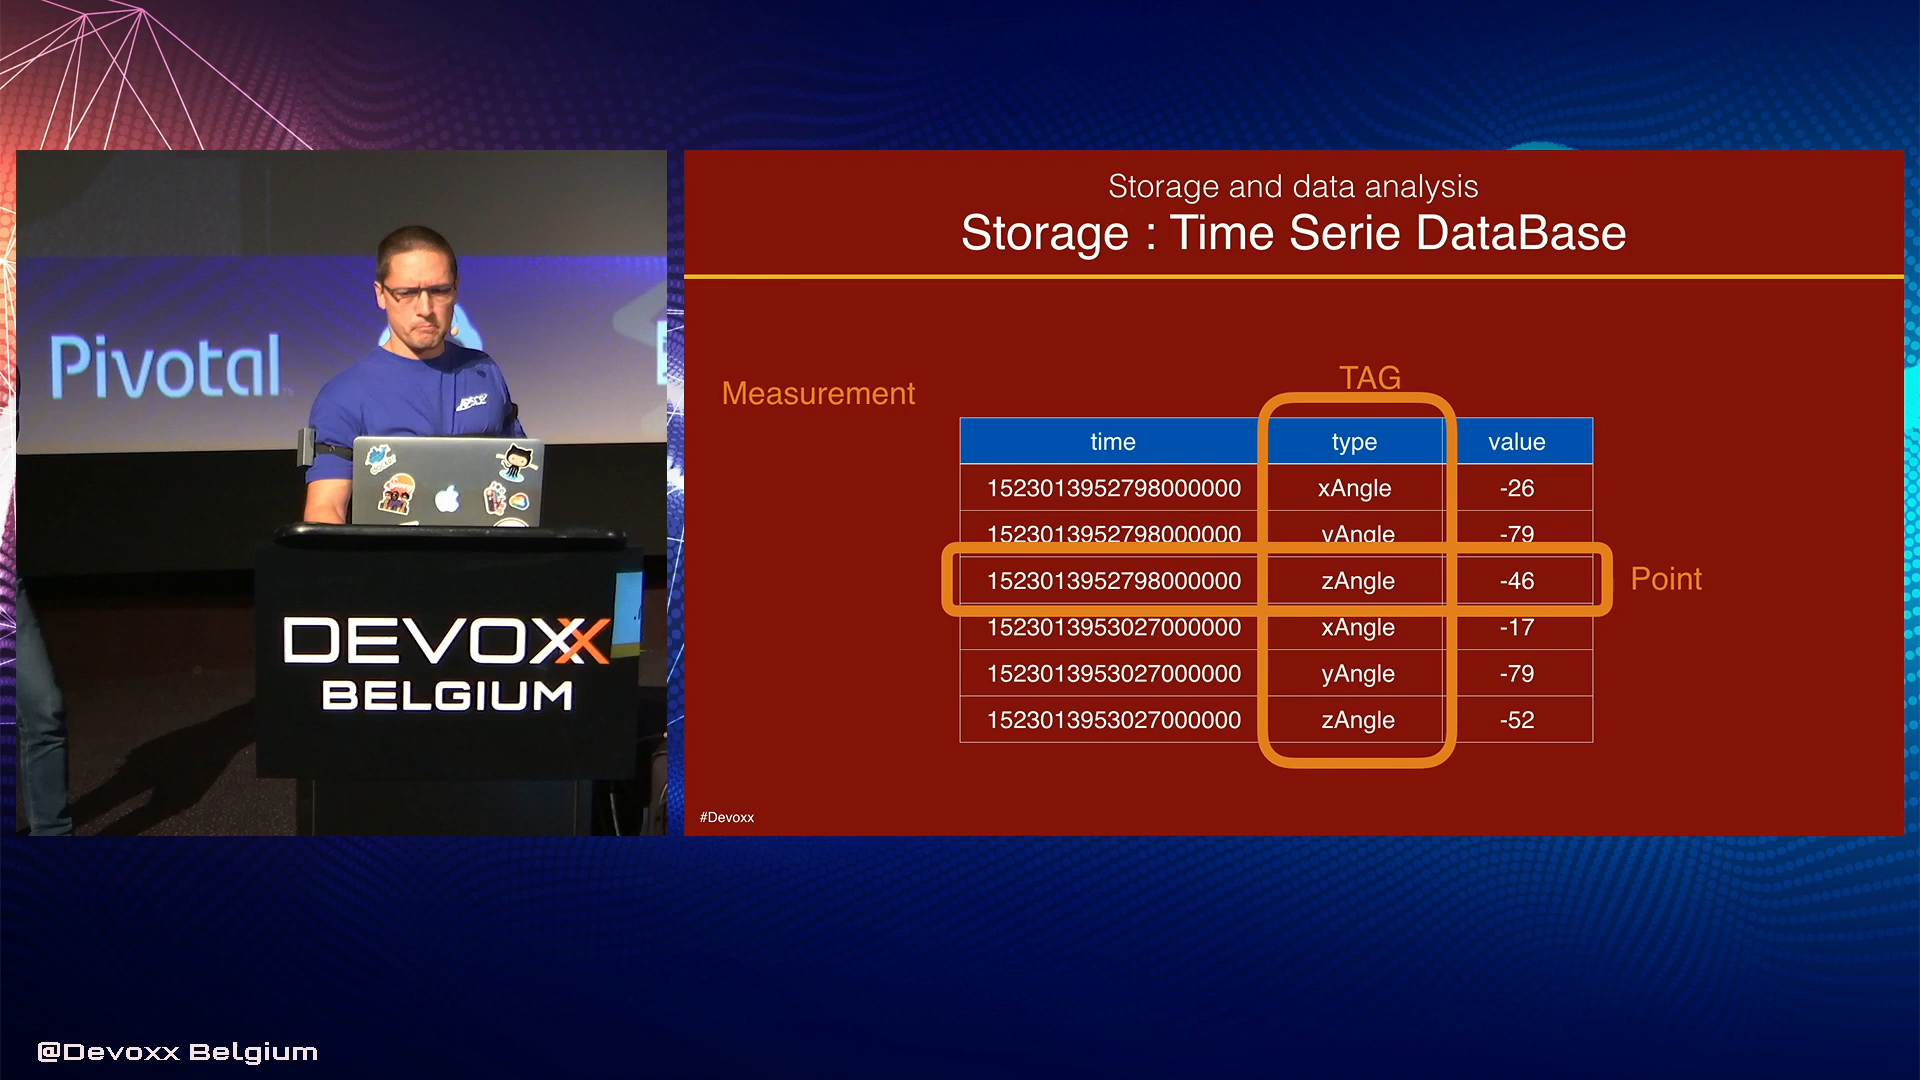 Pivotal
DEVOXX
BELGIUM
Storage and data analysis
Storage : Time Serie DataBase
Measurement
TAG
time type value
1523013952798000000 xAngle -26
1523013952798000000 yAngle -79
1523013952798000000 zAngle -46
Point
1523013953027000000 xAngle -17
1523013953027000000 yAngle -79
1523013953027000000 zAngle -52
#Devoxx
@Devoxx Belgium